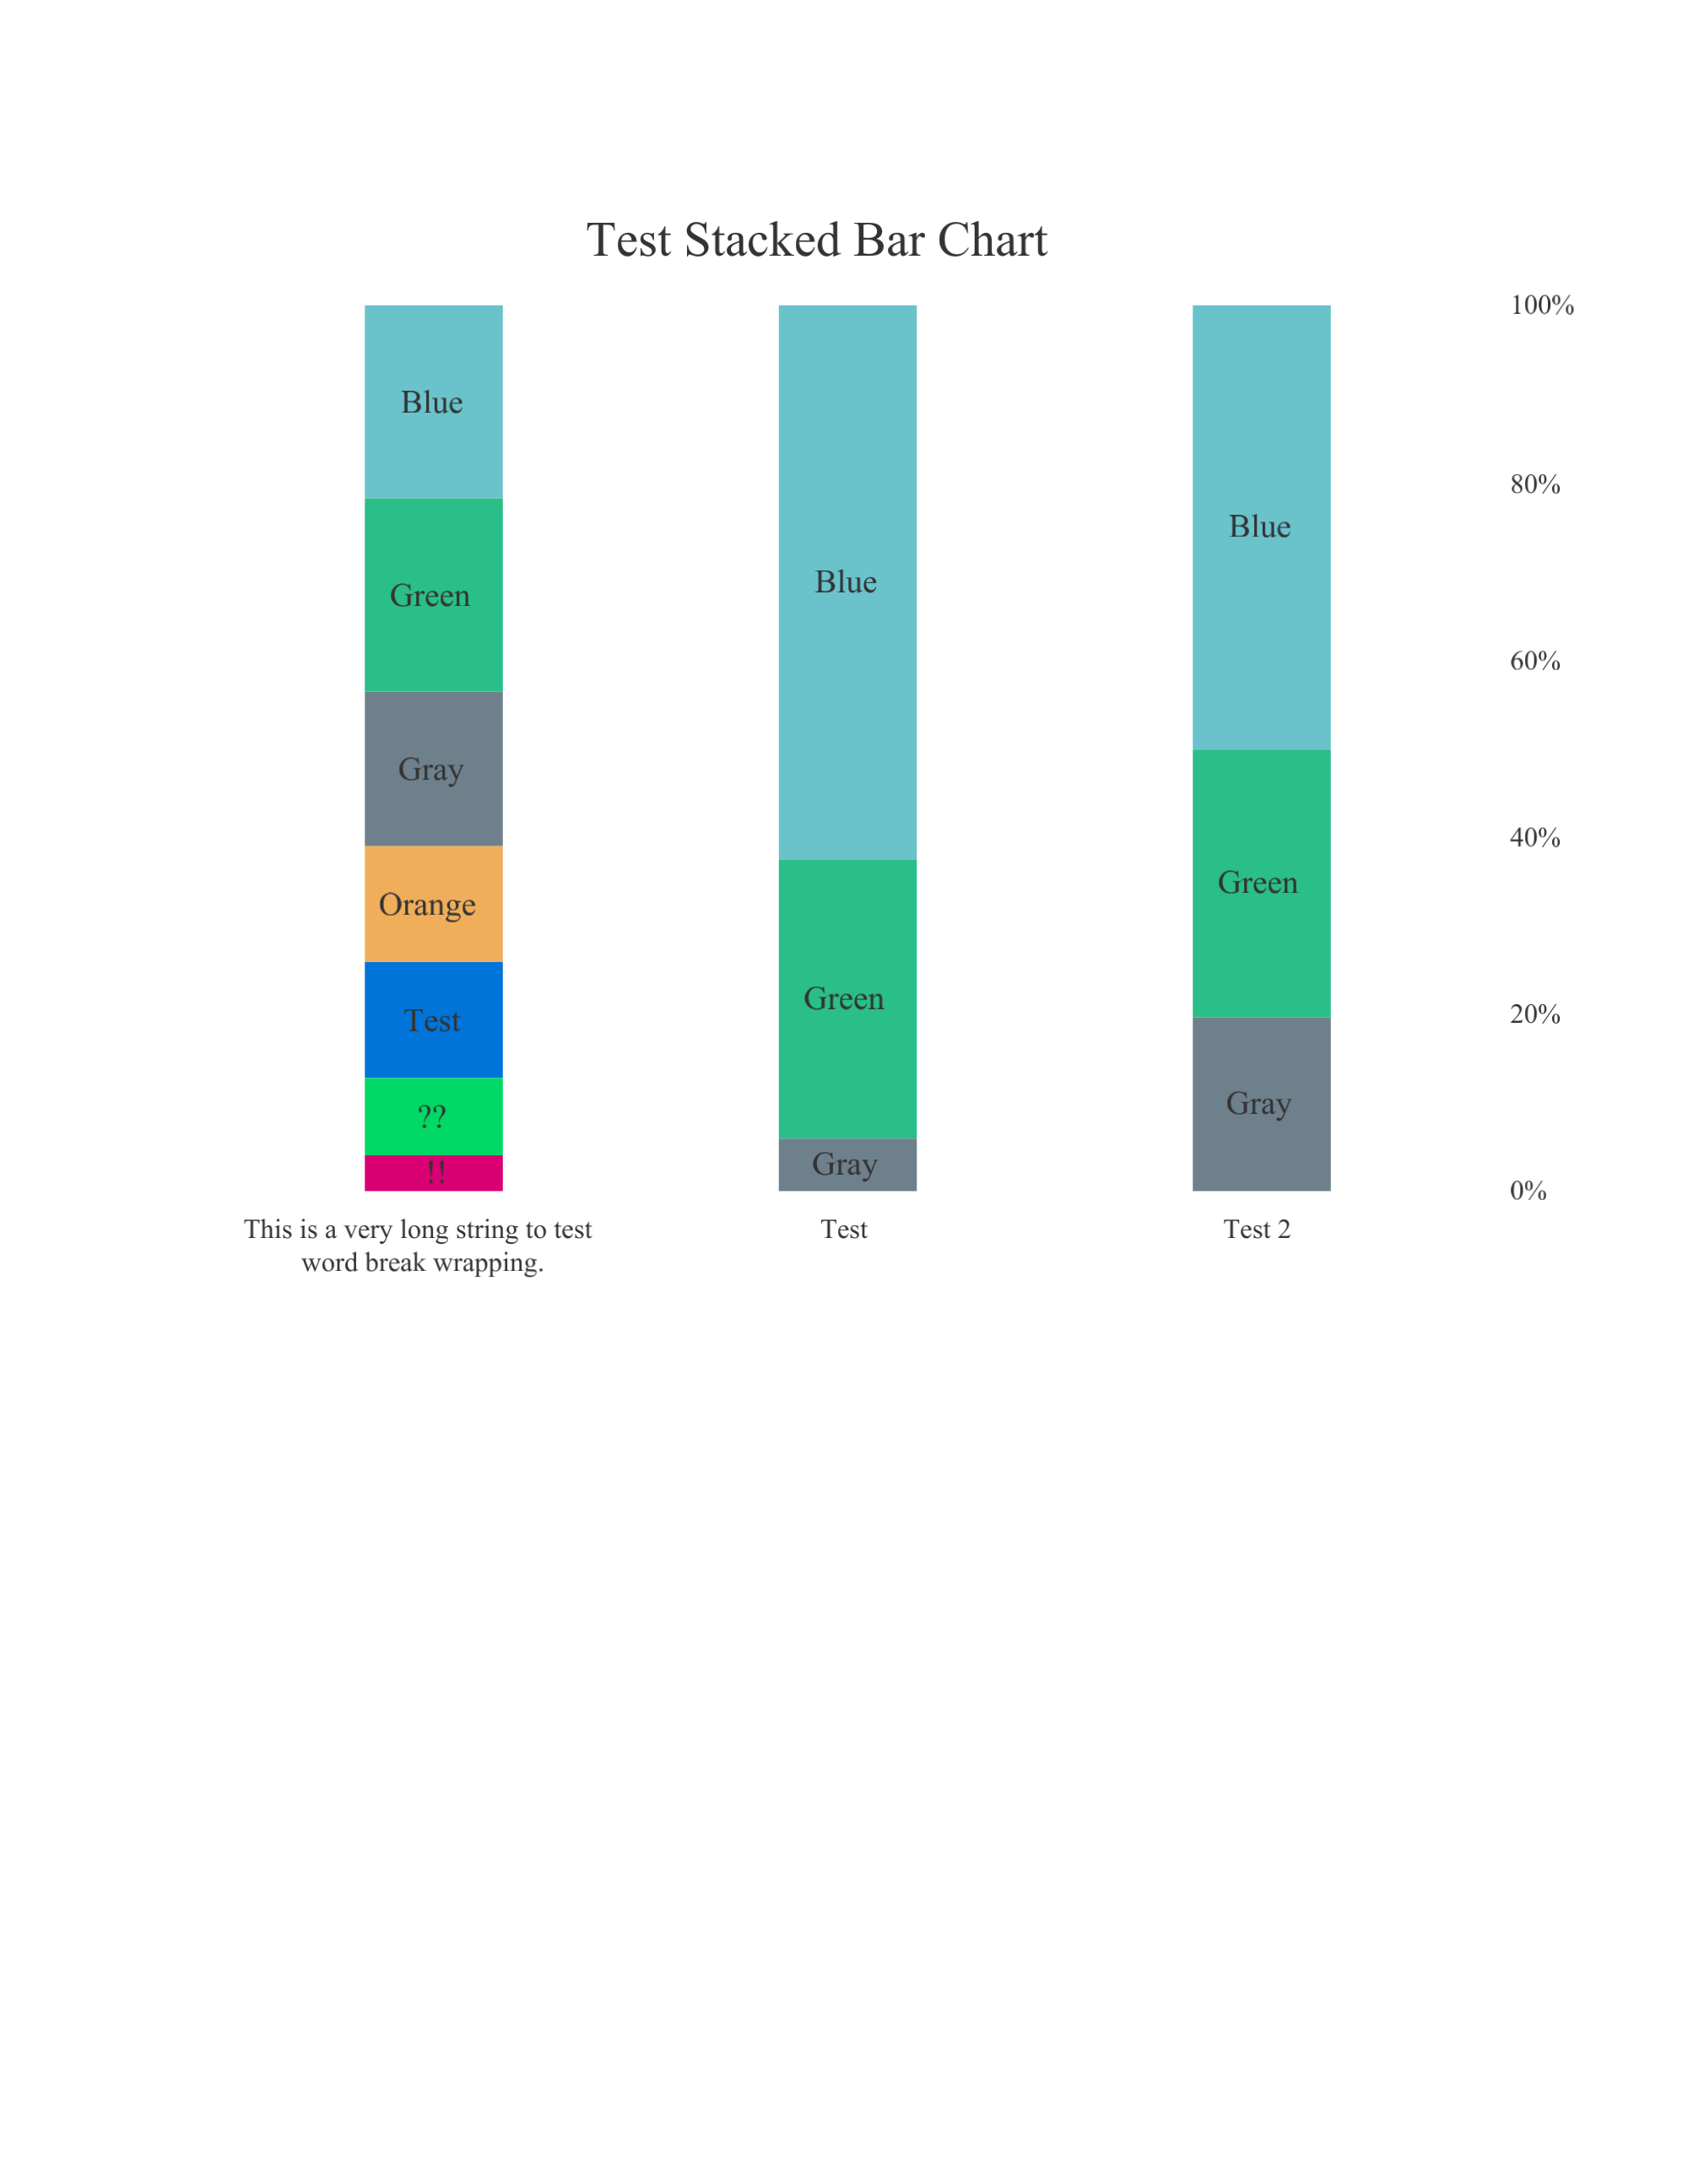 Test Stacked Bar Chart
100%
Blue
80%
Blue
Blue
Green
60%
Gray
40%
Green
Orange
Green
Test
20%
??
Gray
!!
Gray
0%
This is a very long string to test
word break wrapping.
Test
Test 2